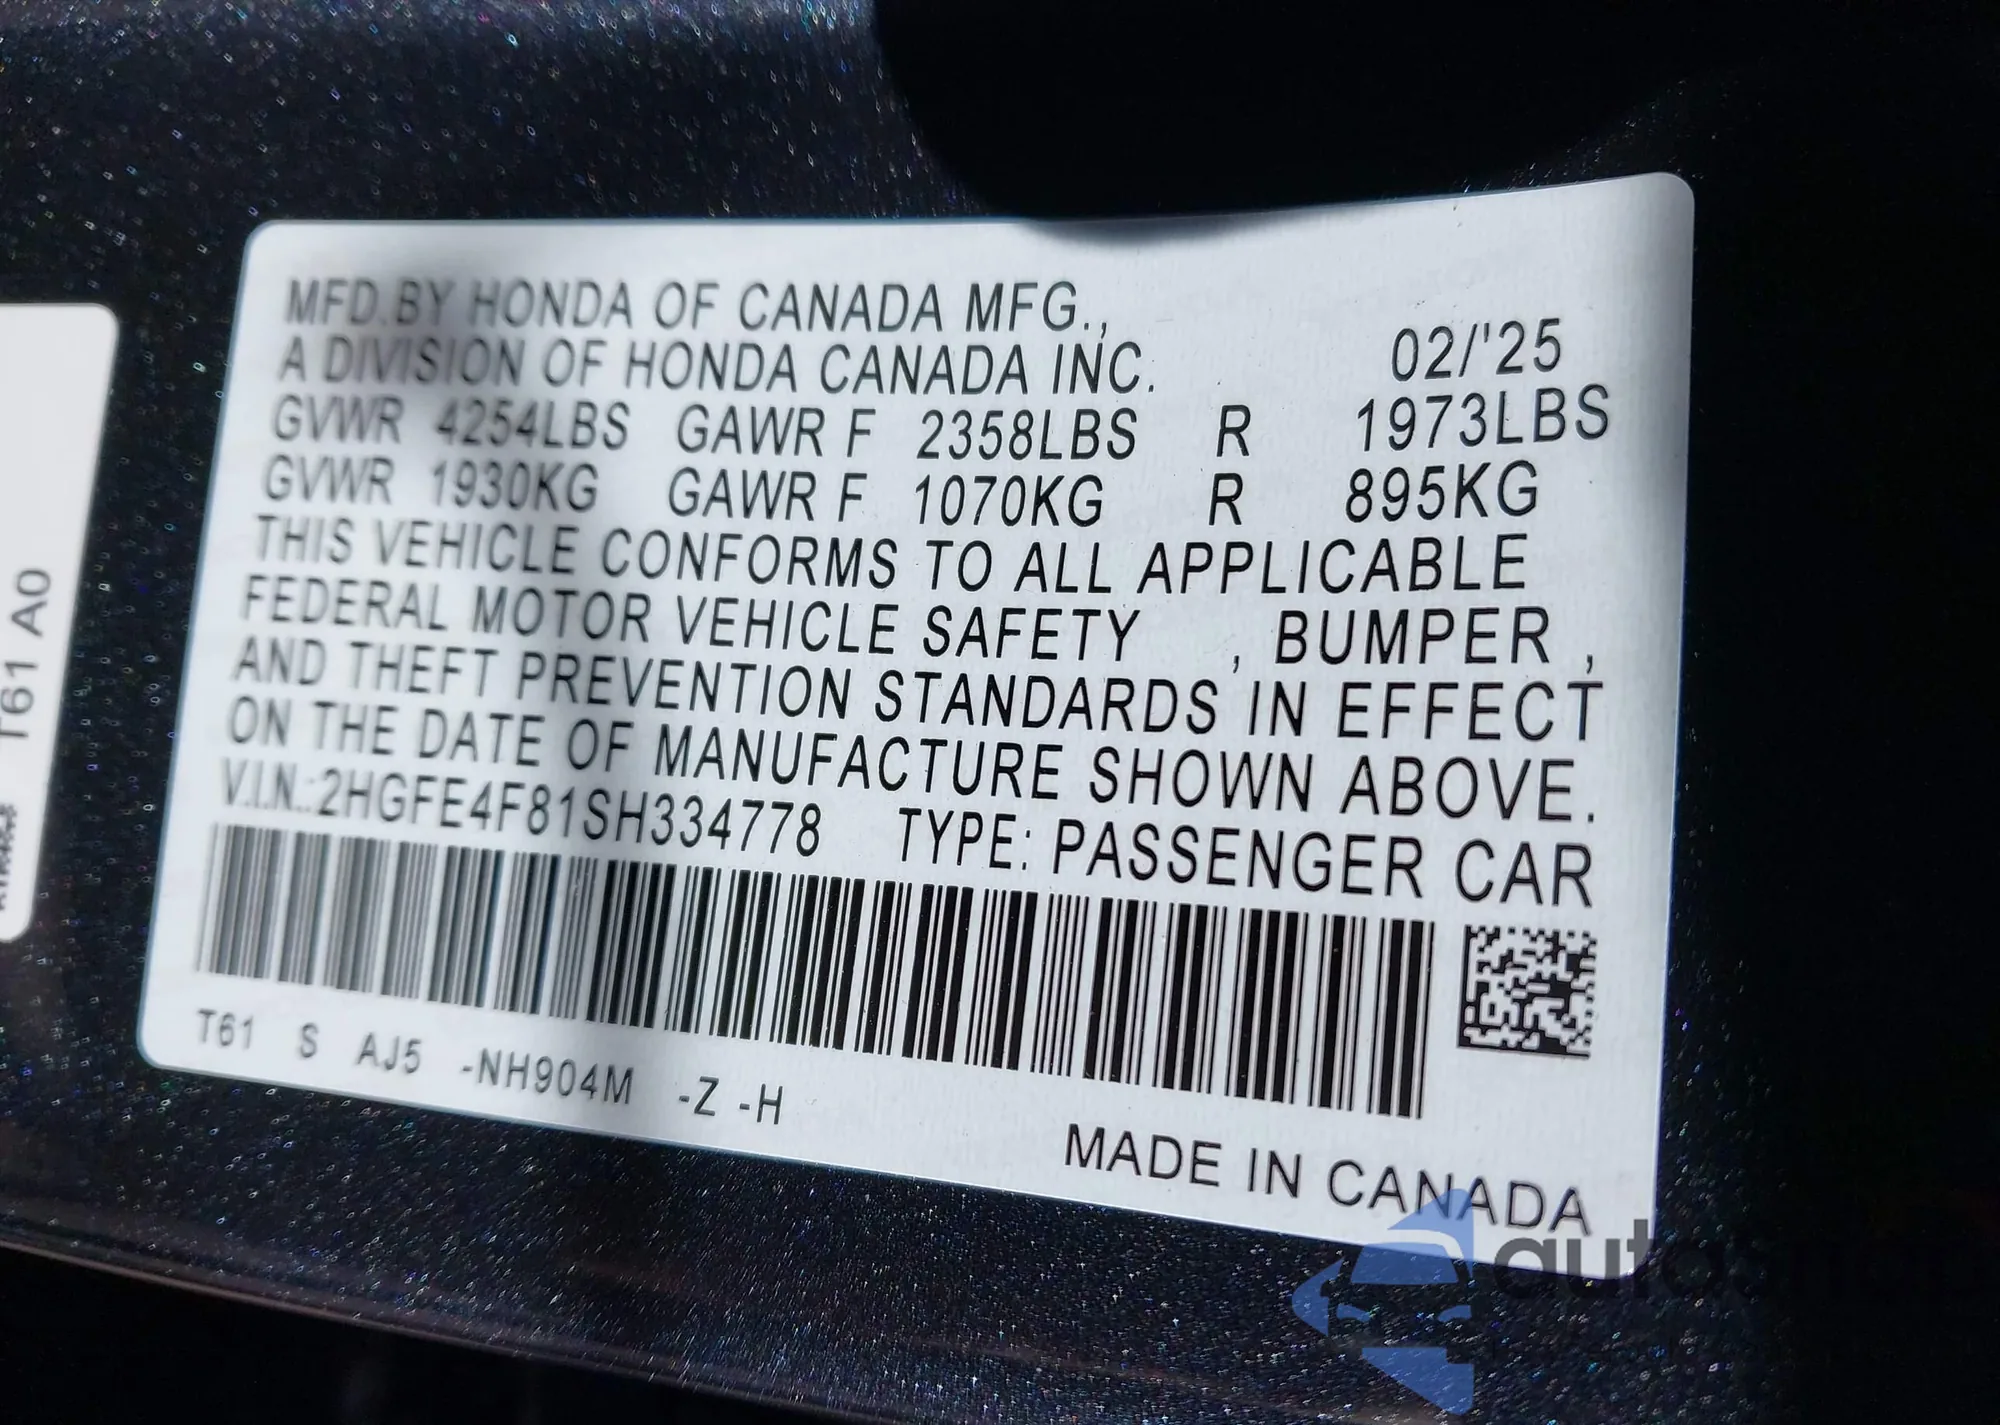 MFD.BY HONDA OF CANADA MFG.,
A DIVISION OF HONDA CANADA INC. 02/'25
GVWR 4254LBS GAWR F 2358LBS R 1973LBS
GVWR 1930KG GAWR F 1070KG R 895KG
THIS VEHICLE CONFORMS TO ALL APPLICABLE
FEDERAL MOTOR VEHICLE SAFETY , BUMPER ,
AND THEFT PREVENTION STANDARDS IN EFFECT
ON THE DATE OF MANUFACTURE SHOWN ABOVE.
V.I.N.:2HGFE4F81SH334778 TYPE: PASSENGER CAR
T61 S AJ5 -NH904M -Z -H
MADE IN CANADA
T61 A0